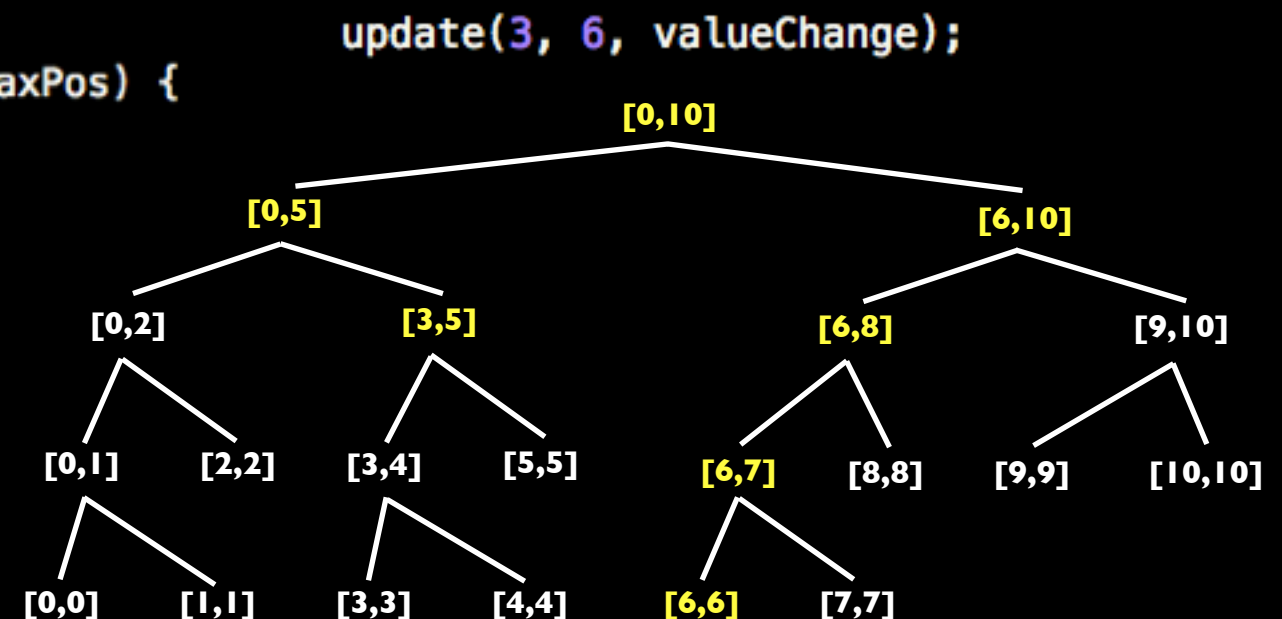 update(3, 6, valueChange);
axPos) {
[0,10]
[0,5] [6,10]
[0,2] [3,5] [6,8] [9,10]
[0,1] [2,2] [3,4] [5,5] [6,7] [8,8] [9,9] [10,10]
[0,0] [1,1] [3,3] [4,4] [6,6] [7,7]